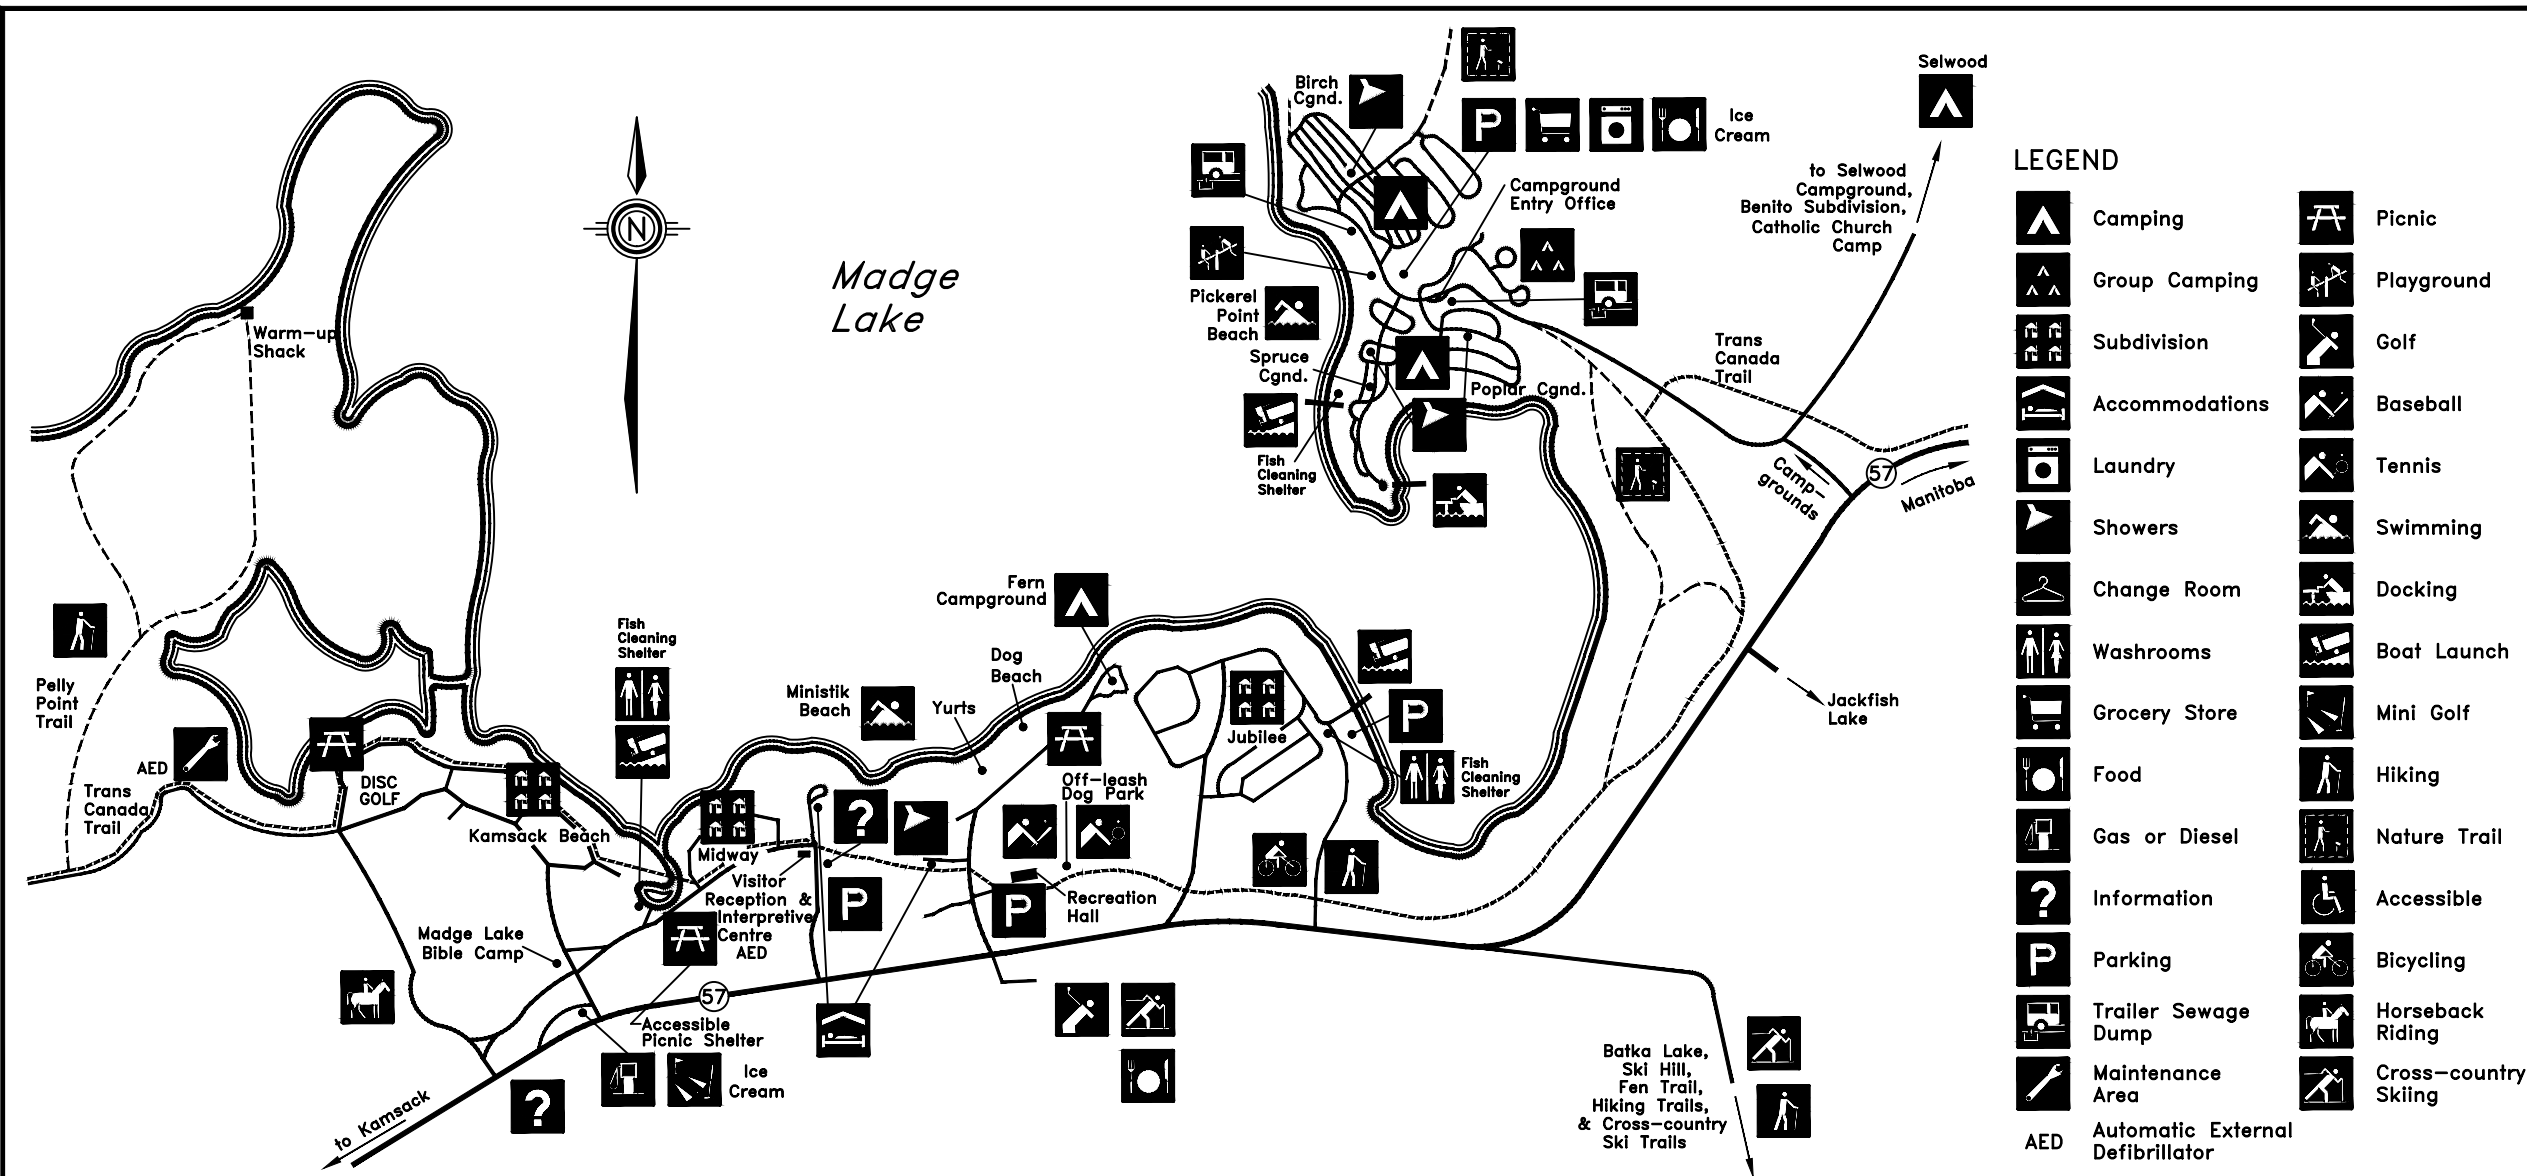 Selwood
Birch
Cgnd.
P
Ice
Cream
to Selwood
Campground,
Benito Subdivision,
Catholic Church
Camp
Campground
Entry Office
N
Madge
Lake
Pickerel
Point
Beach
Warm-up
Shack
Spruce
Cgnd.
Poplar Cgnd.
Trans
Canada
Trail
Fish
Cleaning
Shelter
Camp-
grounds
57
Manitoba
Fern
Campground
Dog
Beach
Fish
Cleaning
Shelter
Pelly
Point
Trail
Ministik
Beach
Yurts
Jubilee
P
Jackfish
Lake
AED
DISC
GOLF
Trans
Canada
Trail
Kamsack Beach
Off-leash
Dog Park
Fish
Cleaning
Shelter
?
Midway
Visitor
Reception &
Interpretive
Centre
AED
P
P
Recreation
Hall
Madge Lake
Bible Camp
57
Accessible
Picnic Shelter
Ice
Cream
?
to Kamsack
Batka Lake,
Ski Hill,
Fen Trail,
Hiking Trails,
& Cross-country
Ski Trails
LEGEND
Camping
Group Camping
Subdivision
Accommodations
Laundry
Showers
Change Room
Washrooms
Grocery Store
Food
Gas or Diesel
? Information
P Parking
Trailer Sewage
Dump
Maintenance
Area
AED Automatic External
Defibrillator
Picnic
Playground
Golf
Baseball
Tennis
Swimming
Docking
Boat Launch
Mini Golf
Hiking
Nature Trail
Accessible
Bicycling
Horseback
Riding
Cross-country
Skiing